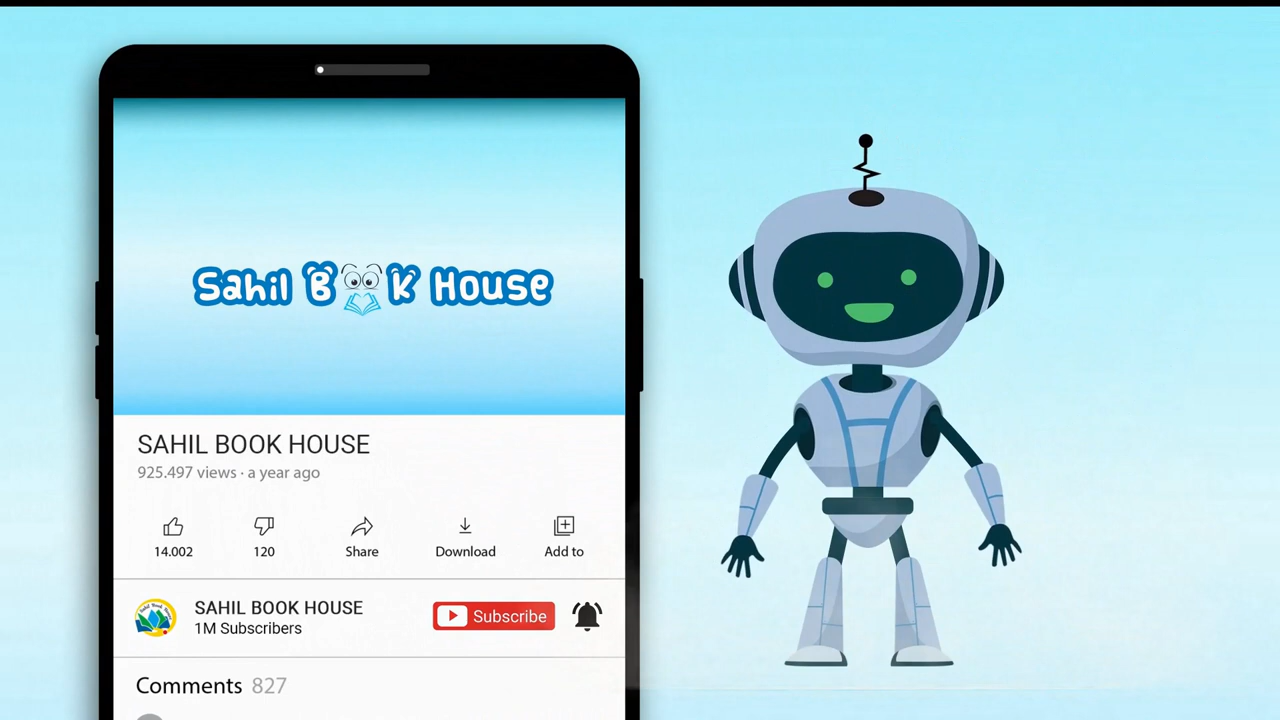 Sahil Book House
SAHIL BOOK HOUSE
925.497 views · a year ago
14.002
120
Share
Download
Add to
SAHIL BOOK HOUSE
1M Subscribers
Subscribe
Comments 827